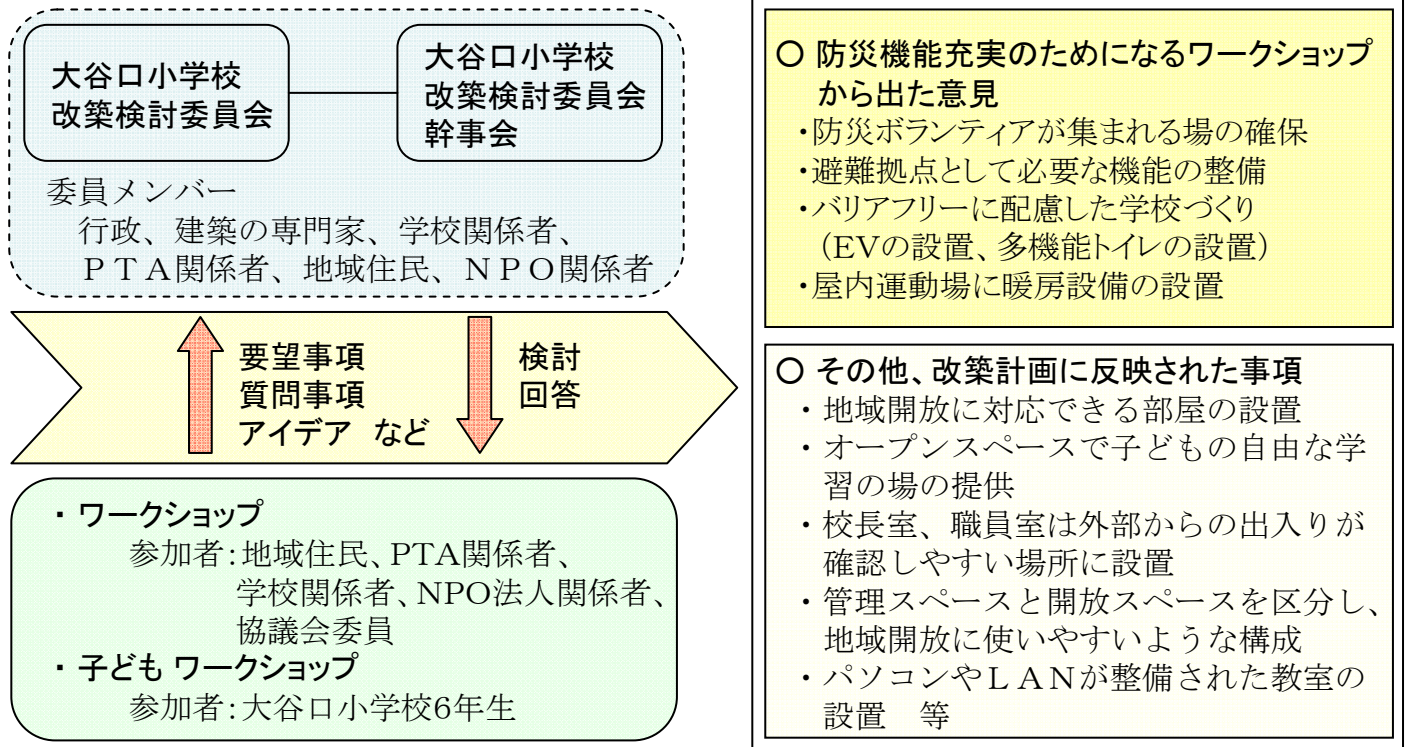 大谷口小学校
改築検討委員会
大谷口小学校
改築検討委員会
幹事会
委員メンバー
行政、建築の専門家、学校関係者、
ＰＴＡ関係者、地域住民、ＮＰＯ関係者
要望事項
質問事項
アイデア など
検討
回答
・ワークショップ
参加者：地域住民、PTA関係者、
学校関係者、NPO法人関係者、
協議会委員
・子ども ワークショップ
参加者：大谷口小学校6年生
○ 防災機能充実のためになるワークショップ
から出た意見
・防災ボランティアが集まれる場の確保
・避難拠点として必要な機能の整備
・バリアフリーに配慮した学校づくり
（EVの設置、多機能トイレの設置）
・屋内運動場に暖房設備の設置
○ その他、改築計画に反映された事項
・地域開放に対応できる部屋の設置
・オープンスペースで子どもの自由な学
習の場の提供
・校長室、職員室は外部からの出入りが
確認しやすい場所に設置
・管理スペースと開放スペースを区分し、
地域開放に使いやすいような構成
・パソコンやＬＡＮが整備された教室の
設置　等